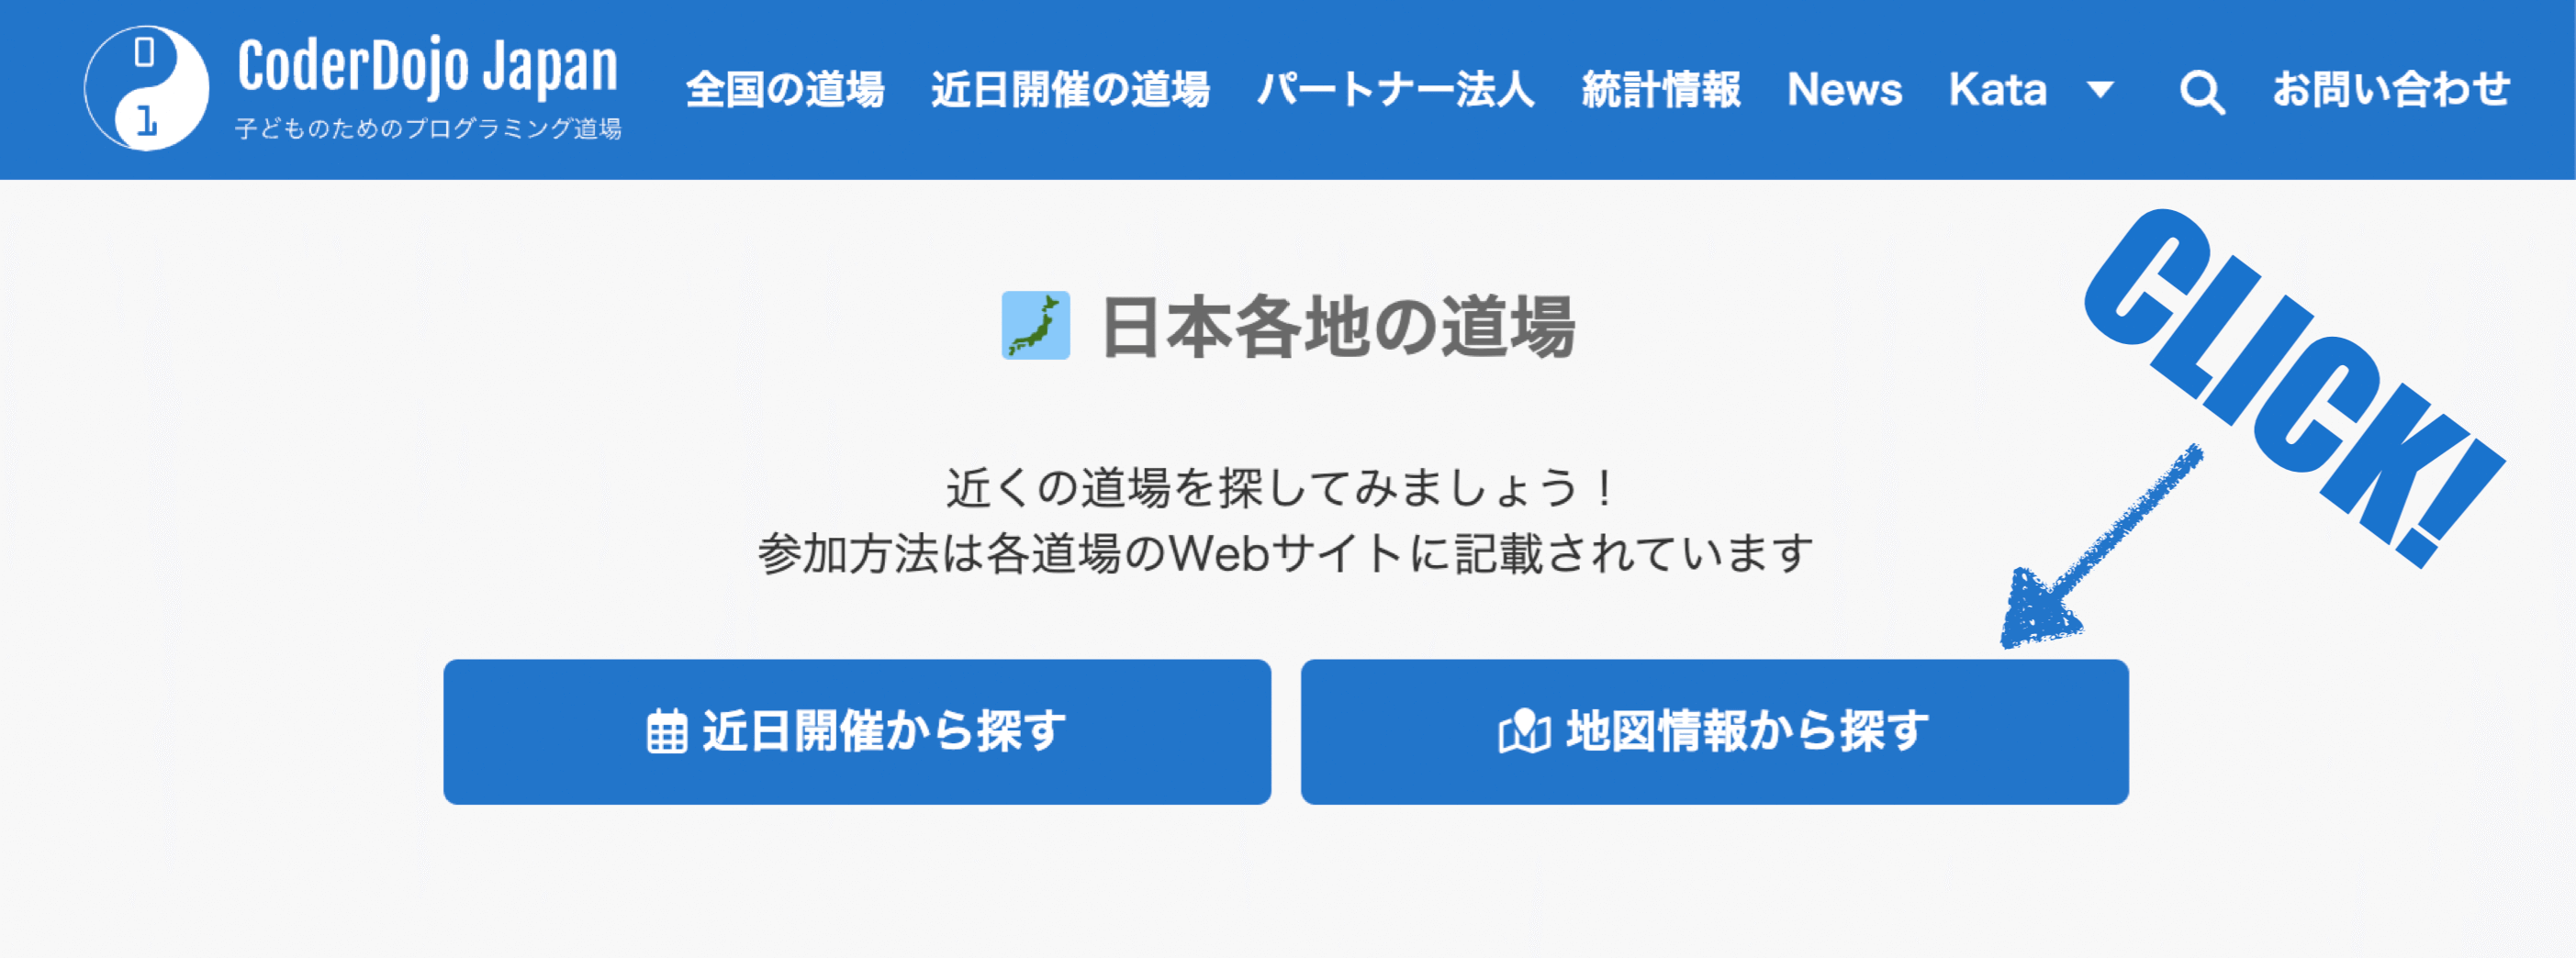 0
1
CoderDojo Japan
子どものためのプログラミング道場
全国の道場 近日開催の道場 パートナー法人 統計情報 News Kata お問い合わせ
日本各地の道場
CLICK!
近くの道場を探してみましょう！
参加方法は各道場のWebサイトに記載されています
近日開催から探す
地図情報から探す